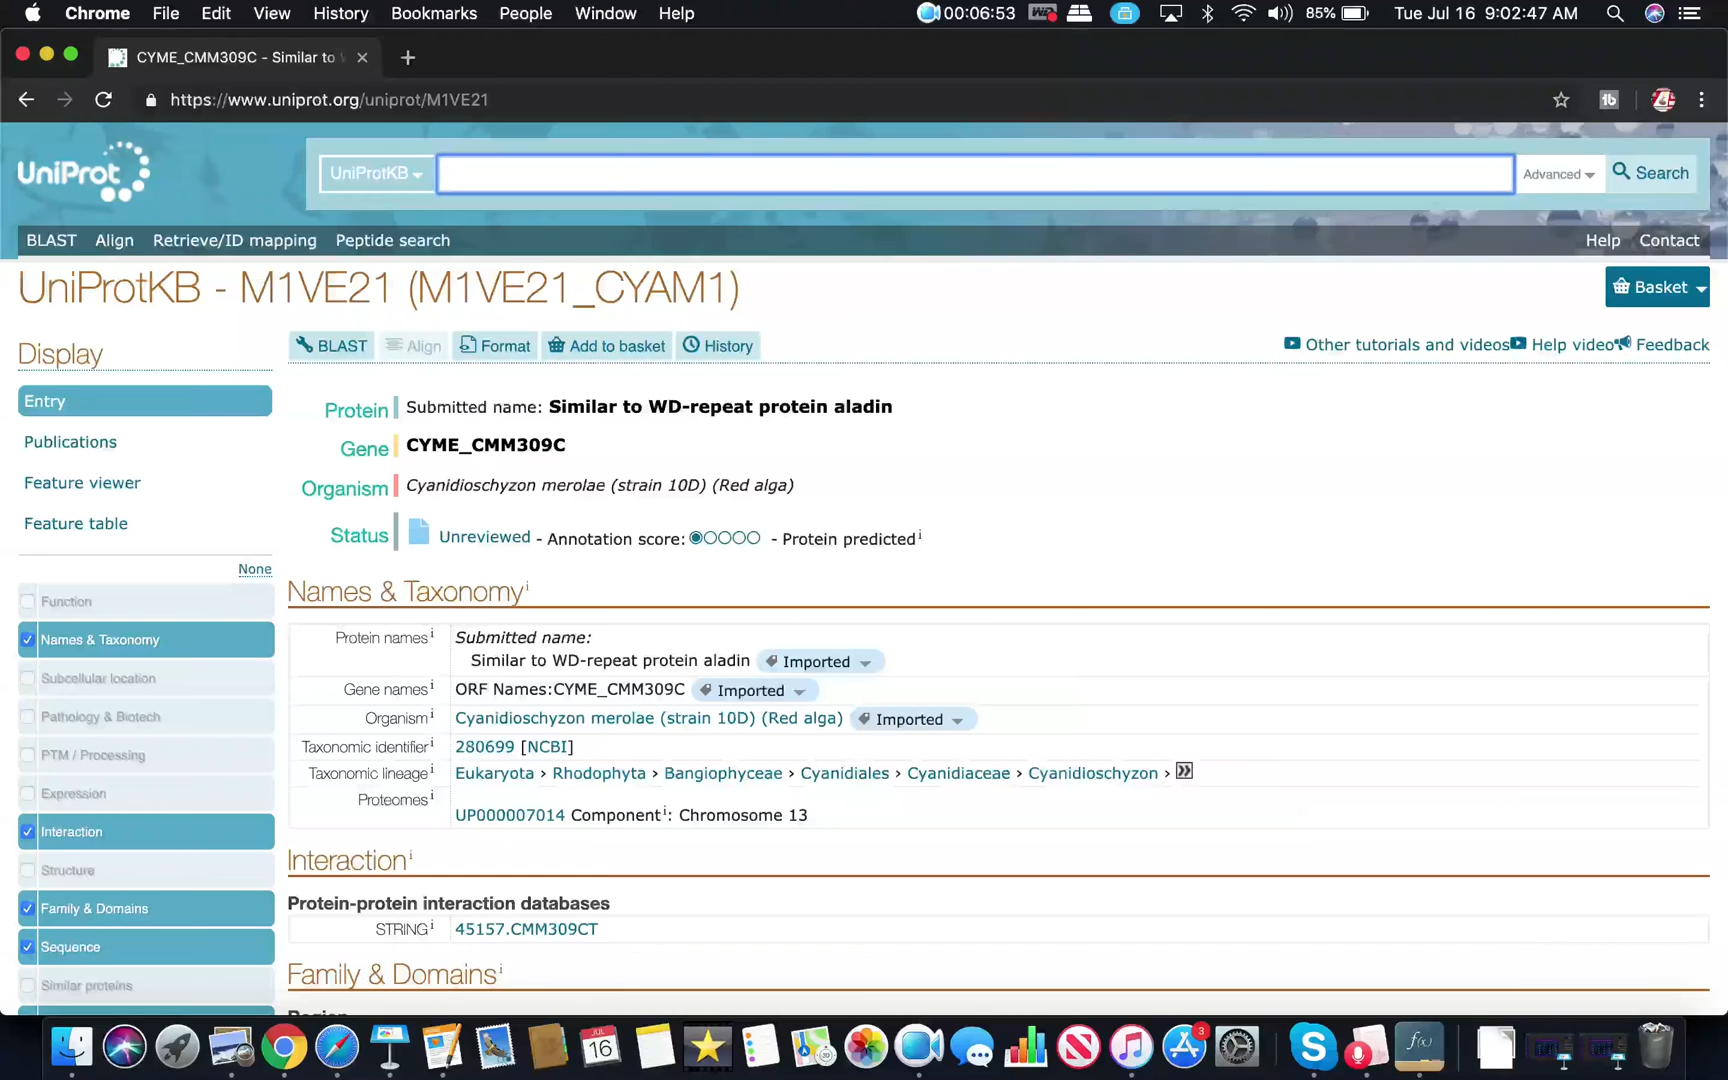 Chrome File Edit View History Bookmarks People Window Help 00:06:53 85% Tue Jul 16 9:02:47 AM
CYME_CMM309C - Similar to
https://www.uniprot.org/uniprot/M1VE21
UniProt UniProtKB Advanced Search
BLAST Align Retrieve/ID mapping Peptide search Help Contact
UniProtKB - M1VE21 (M1VE21_CYAM1) Basket
Display
BLAST Align Format Add to basket History Other tutorials and videos Help video Feedback
Entry
Publications
Feature viewer
Feature table
None
Function
Names & Taxonomy
Subcellular location
Pathology & Biotech
PTM / Processing
Expression
Interaction
Structure
Family & Domains
Sequence
Similar proteins
Protein Submitted name: Similar to WD-repeat protein aladin
Gene CYME_CMM309C
Organism Cyanidioschyzon merolae (strain 10D) (Red alga)
Status Unreviewed - Annotation score: - Protein predicted i
Names & Taxonomy i
Protein names i Submitted name:
Similar to WD-repeat protein aladin Imported
Gene names i ORF Names:CYME_CMM309C Imported
Organism i Cyanidioschyzon merolae (strain 10D) (Red alga) Imported
Taxonomic identifier i 280699 [NCBI]
Taxonomic lineage i Eukaryota › Rhodophyta › Bangiophyceae › Cyanidiales › Cyanidiaceae › Cyanidioschyzon ›
Proteomes i
UP000007014 Component i: Chromosome 13
Interaction i
Protein-protein interaction databases
STRING i 45157.CMM309CT
Family & Domains i
Region
JUL
16
3
f(x)